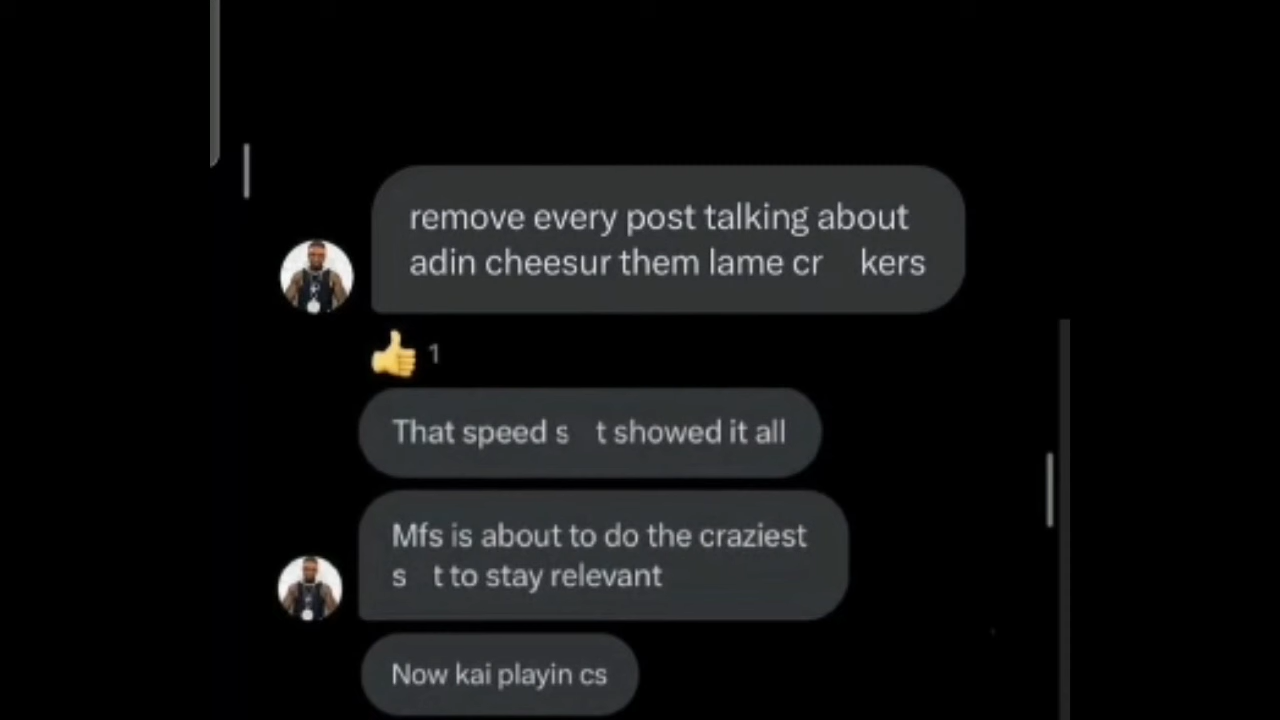 remove every post talking about
adin cheesur them lame cr kers
👍 1
That speed s t showed it all
Mfs is about to do the craziest
s t to stay relevant
Now kai playin cs